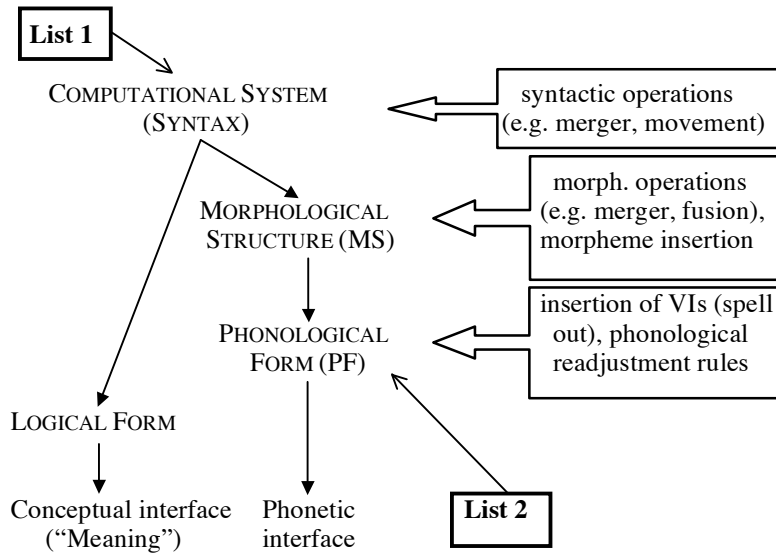 List 1
COMPUTATIONAL SYSTEM
(SYNTAX)
syntactic operations
(e.g. merger, movement)
MORPHOLOGICAL
STRUCTURE (MS)
morph. operations
(e.g. merger, fusion),
morpheme insertion
PHONOLOGICAL
FORM (PF)
insertion of VIs (spell
out), phonological
readjustment rules
LOGICAL FORM
Conceptual interface
(“Meaning”)
Phonetic
interface
List 2